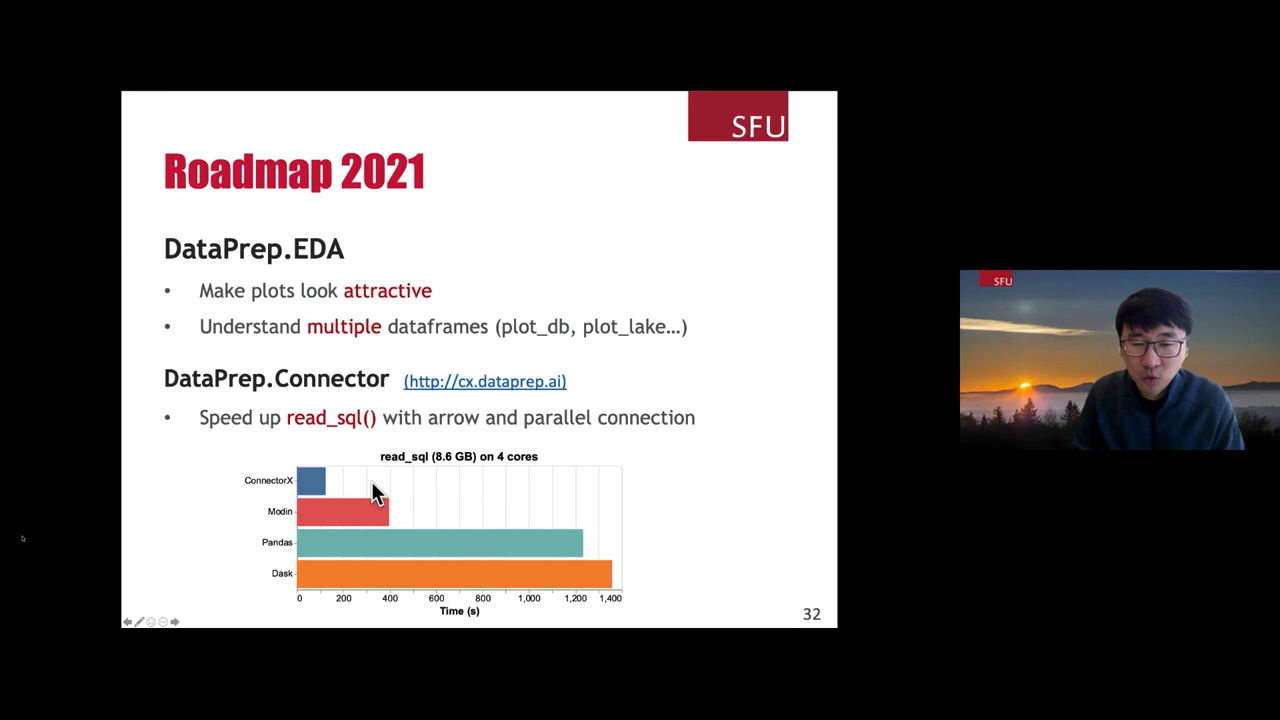 SFU
Roadmap 2021
DataPrep.EDA
• Make plots look attractive
• Understand multiple dataframes (plot_db, plot_lake…)
DataPrep.Connector (http://cx.dataprep.ai)
• Speed up read_sql() with arrow and parallel connection
read_sql (8.6 GB) on 4 cores
ConnectorX
Modin
Pandas
Dask
0 200 400 600 800 1,000 1,200 1,400
Time (s)
32
SFU